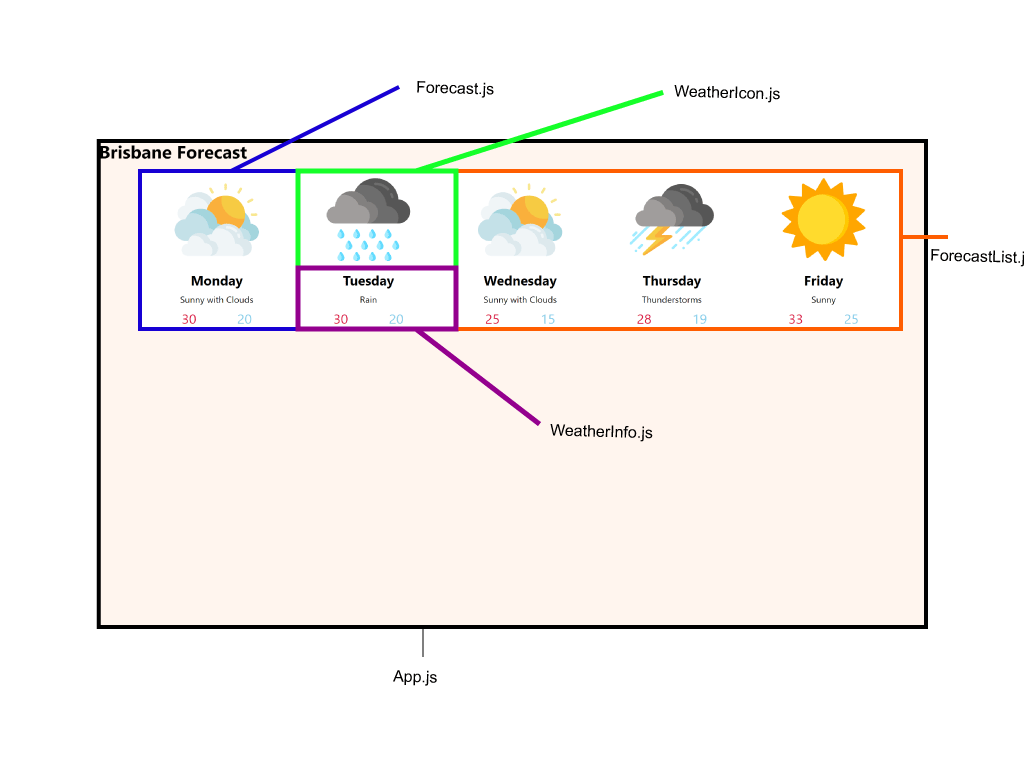 Forecast.js
WeatherIcon.js
Brisbane Forecast
ForecastList.j
Monday
Tuesday
Wednesday
Thursday
Friday
Sunny with Clouds
Rain
Sunny with Clouds
Thunderstorms
Sunny
30 20
30 20
25 15
28 19
33 25
WeatherInfo.js
App.js